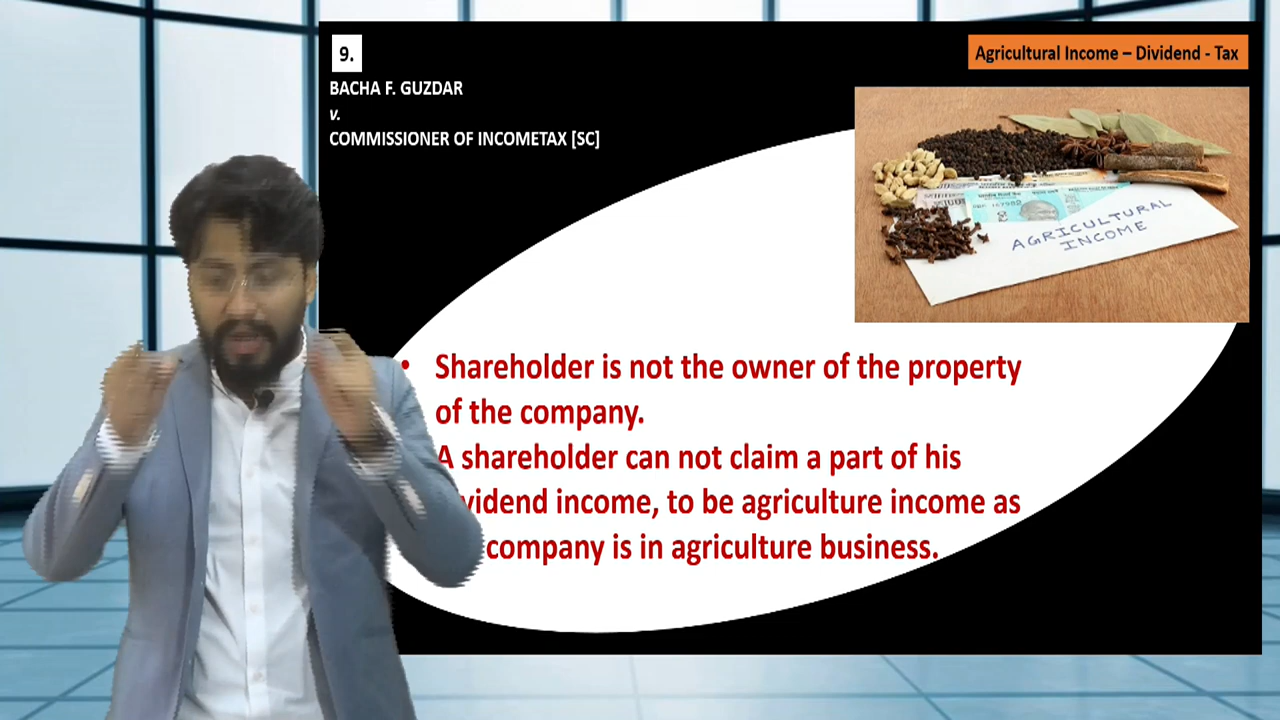 9.
Agricultural Income – Dividend - Tax
BACHA F. GUZDAR
v.
COMMISSIONER OF INCOMETAX [SC]
AGRICULTURAL
INCOME
• Shareholder is not the owner of the property
of the company.
A shareholder can not claim a part of his
income, to be agriculture income as
company is in agriculture business.